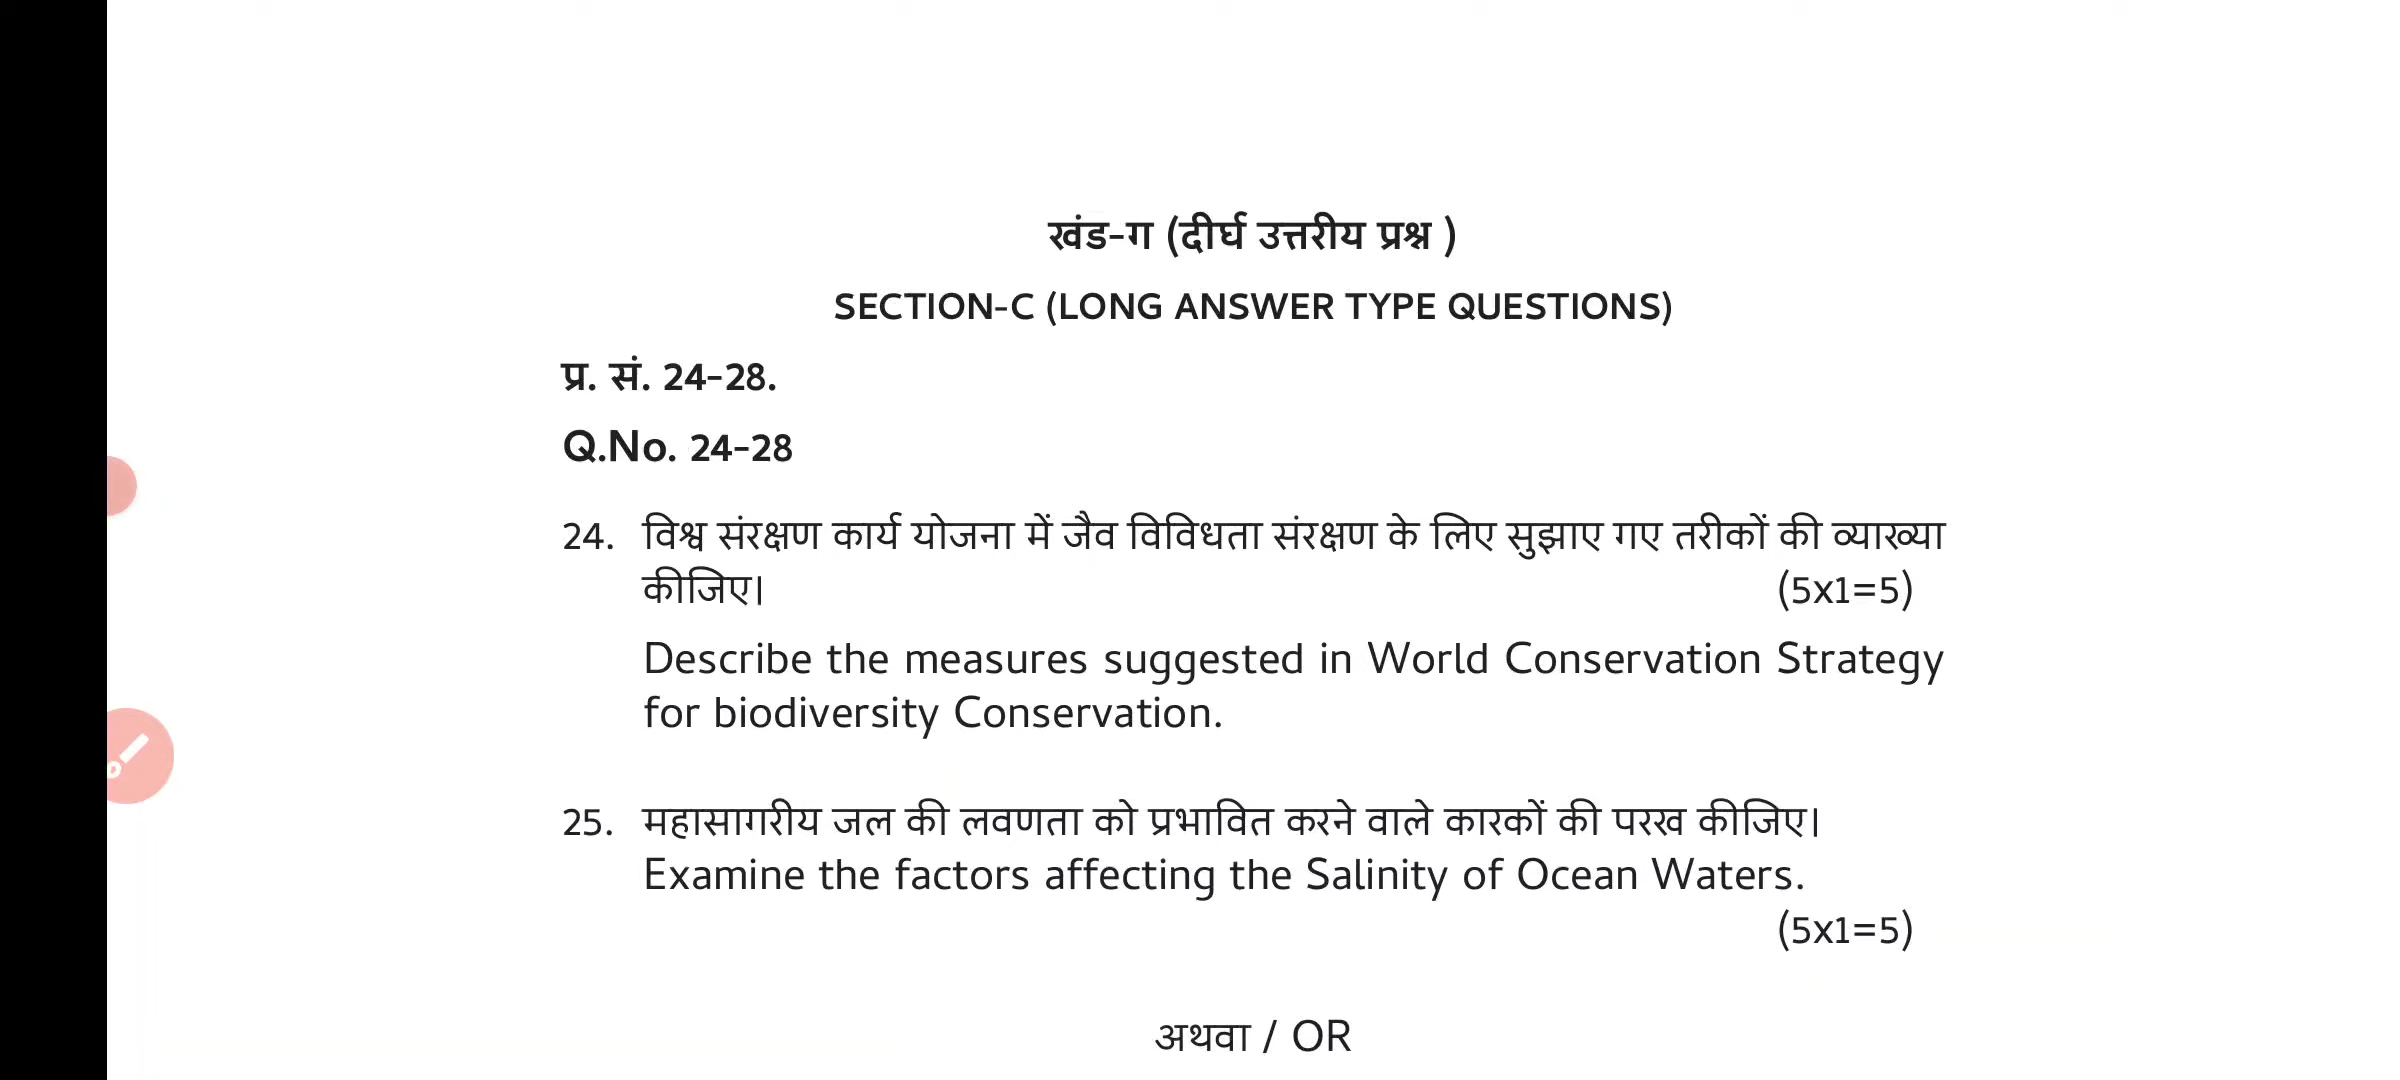 खंड-ग (दीर्घ उत्तरीय प्रश्न )
SECTION-C (LONG ANSWER TYPE QUESTIONS)
प्र. सं. 24-28.
Q.No. 24-28
24. विश्व संरक्षण कार्य योजना में जैव विविधता संरक्षण के लिए सुझाए गए तरीकों की व्याख्या
कीजिए। (5x1=5)
Describe the measures suggested in World Conservation Strategy
for biodiversity Conservation.
25. महासागरीय जल की लवणता को प्रभावित करने वाले कारकों की परख कीजिए।
Examine the factors affecting the Salinity of Ocean Waters.
(5x1=5)
अथवा / OR